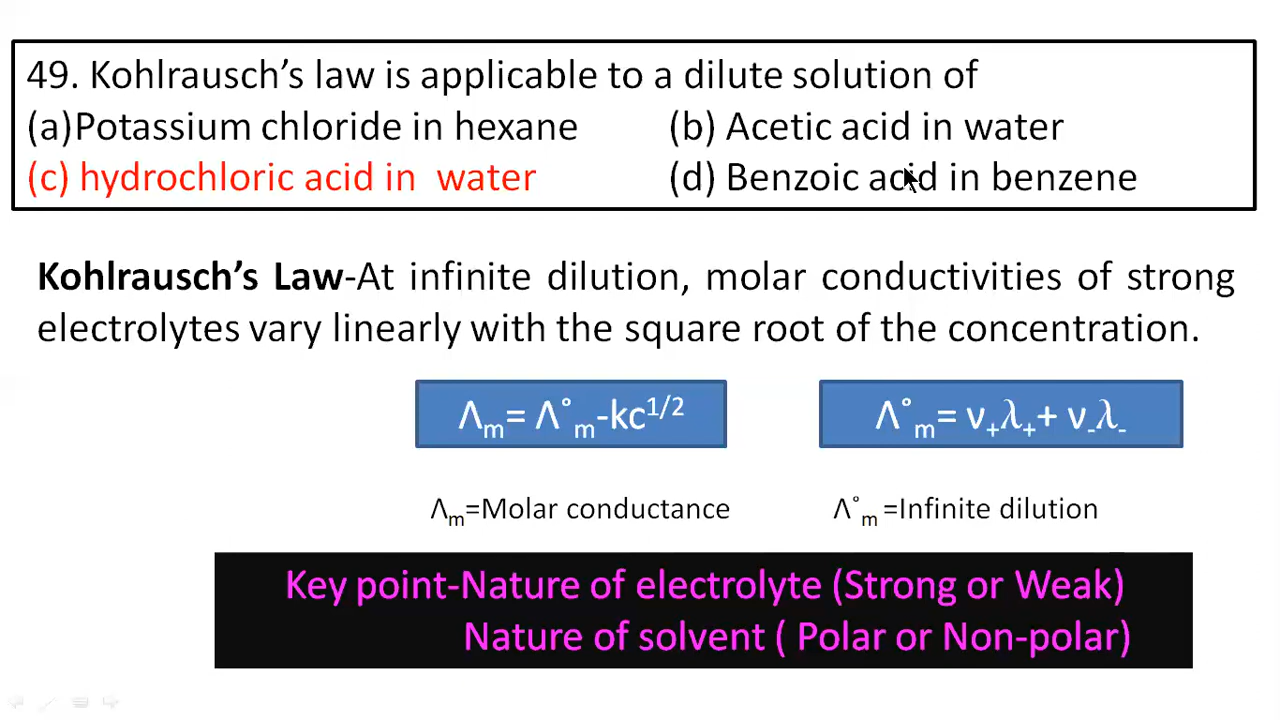 49. Kohlrausch’s law is applicable to a dilute solution of
(a)Potassium chloride in hexane (b) Acetic acid in water
(c) hydrochloric acid in water (d) Benzoic acid in benzene
Kohlrausch’s Law-At infinite dilution, molar conductivities of strong
electrolytes vary linearly with the square root of the concentration.
Λₘ= Λ°ₘ-kc¹ᐟ² Λ°ₘ= ν₊λ₊+ ν₋λ₋
Λₘ=Molar conductance Λ°ₘ =Infinite dilution
Key point-Nature of electrolyte (Strong or Weak)
Nature of solvent ( Polar or Non-polar)